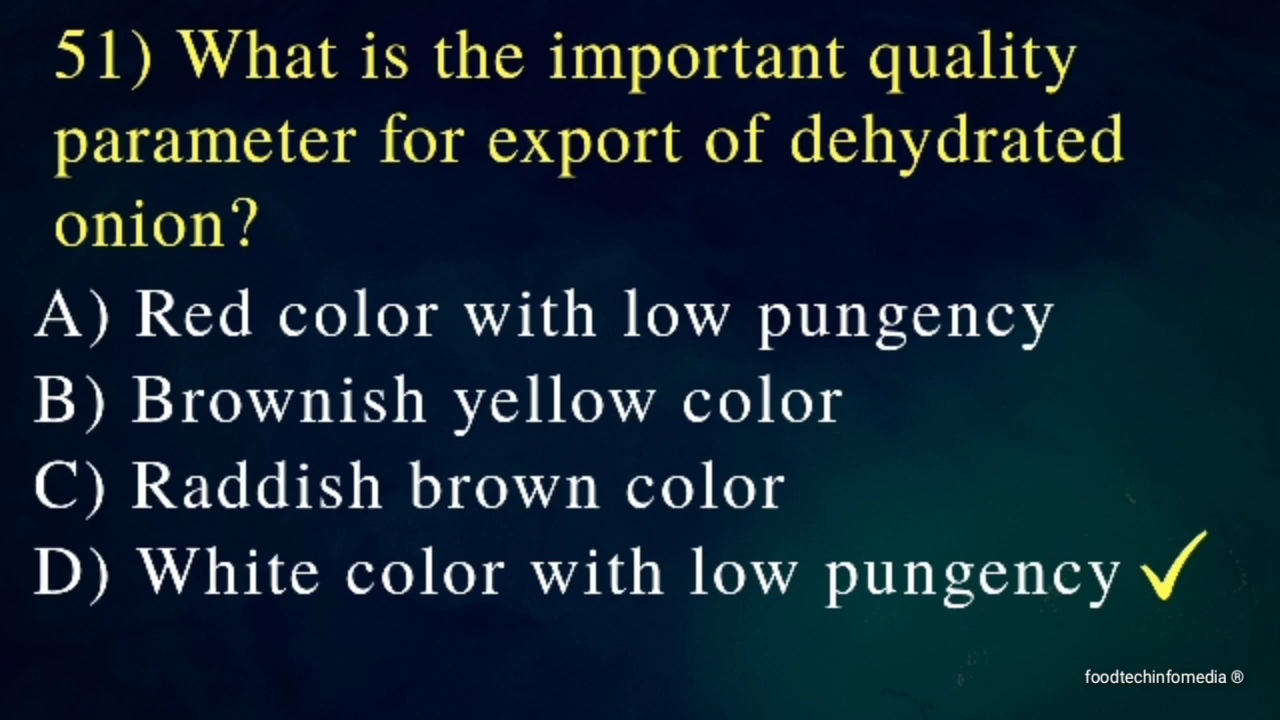 51) What is the important quality
parameter for export of dehydrated
onion?
A) Red color with low pungency
B) Brownish yellow color
C) Raddish brown color
D) White color with low pungency ✓
foodtechinfomedia ®